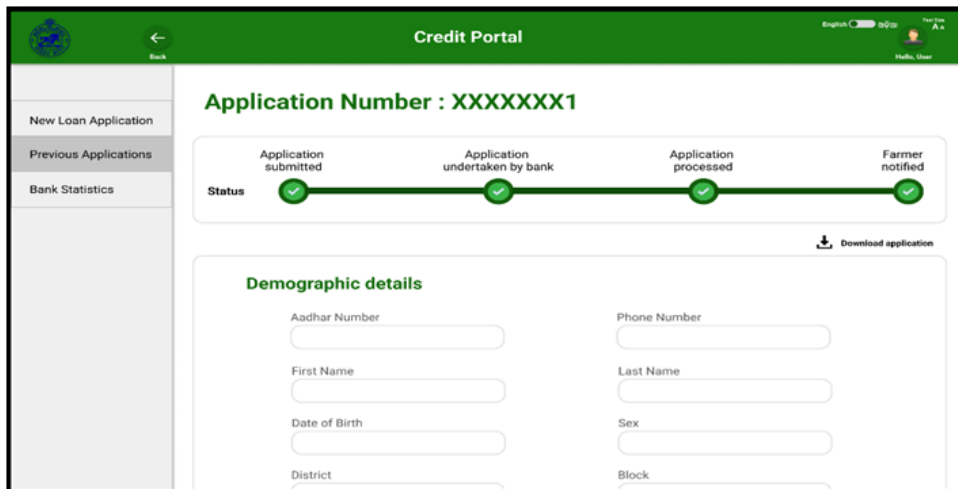 Credit Portal
English ଓଡ଼ିଆ
Text Size
A A
Back
Hello, User
New Loan Application
Previous Applications
Bank Statistics
Application Number : XXXXXXX1
Application
submitted
Application
undertaken by bank
Application
processed
Farmer
notified
Status
Download application
Demographic details
Aadhar Number
Phone Number
First Name
Last Name
Date of Birth
Sex
District
Block